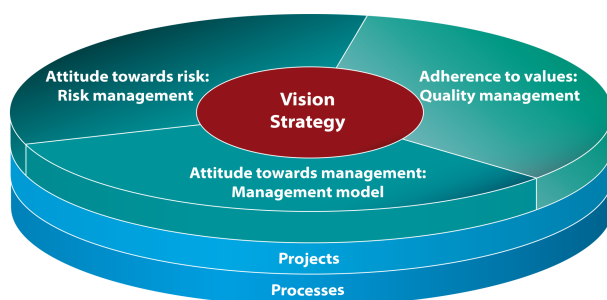 Attitude towards risk:
Risk management
Adherence to values:
Quality management
Vision
Strategy
Attitude towards management:
Management model
Projects
Processes